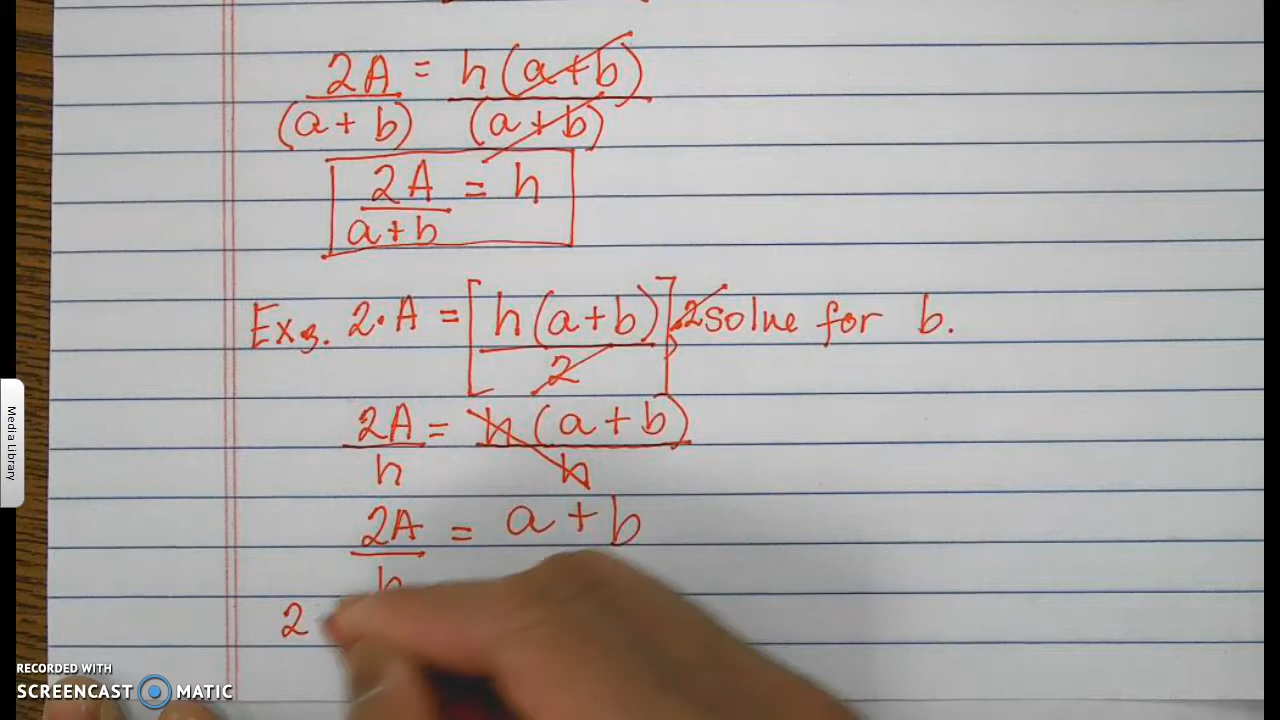 2A = h(a+b)
(a+b) (a+b)
2A = h
a+b
Ex3. 2·A = [h(a+b)]·2 solve for b.
2
2A = h(a+b)
h h
2A = a+b
h
2
Media Library
RECORDED WITH
SCREENCAST MATIC